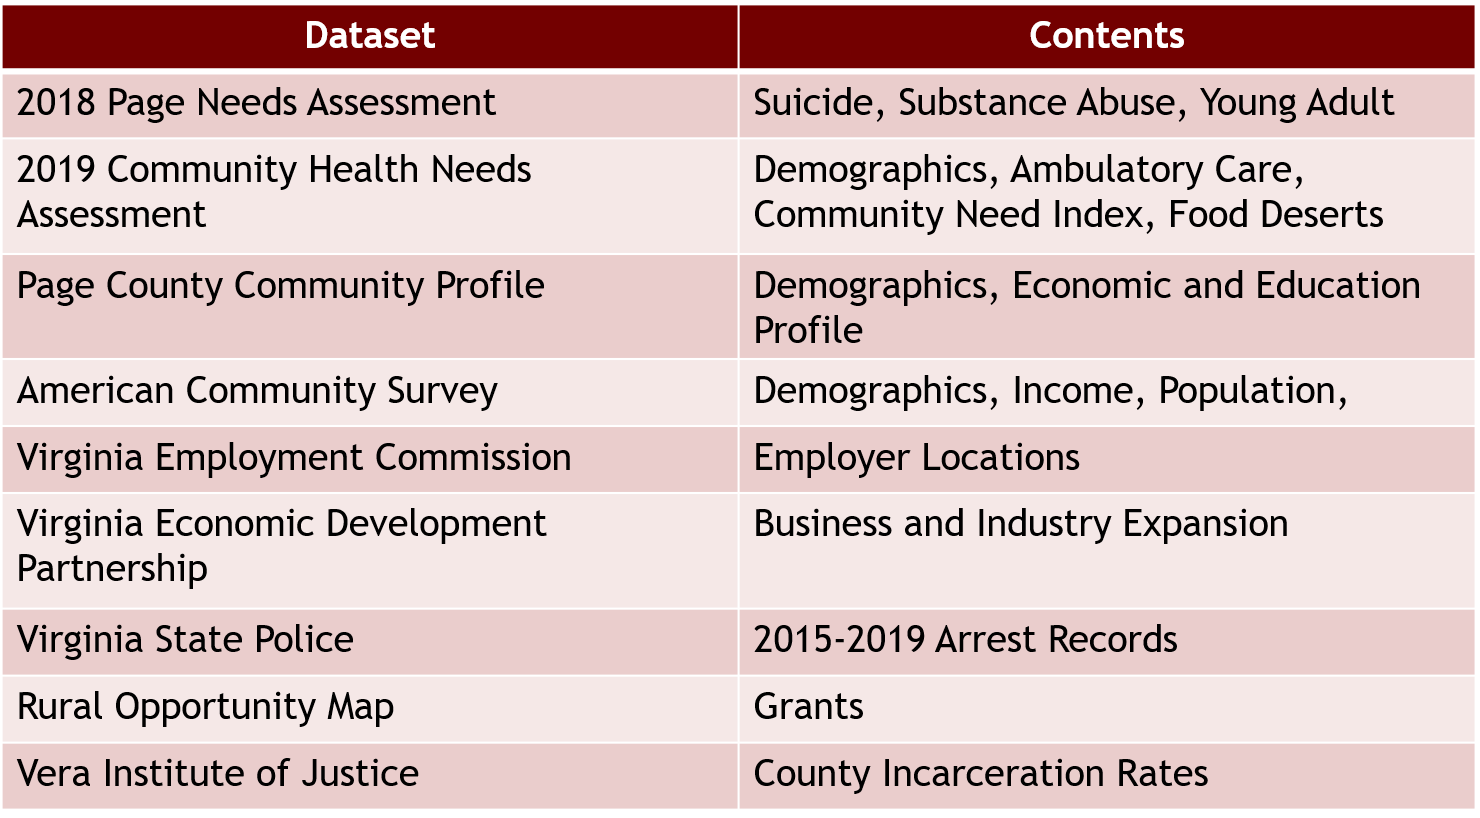 Dataset Contents
2018 Page Needs Assessment Suicide, Substance Abuse, Young Adult
2019 Community Health Needs Assessment Demographics, Ambulatory Care, Community Need Index, Food Deserts
Page County Community Profile Demographics, Economic and Education Profile
American Community Survey Demographics, Income, Population,
Virginia Employment Commission Employer Locations
Virginia Economic Development Partnership Business and Industry Expansion
Virginia State Police 2015-2019 Arrest Records
Rural Opportunity Map Grants
Vera Institute of Justice County Incarceration Rates